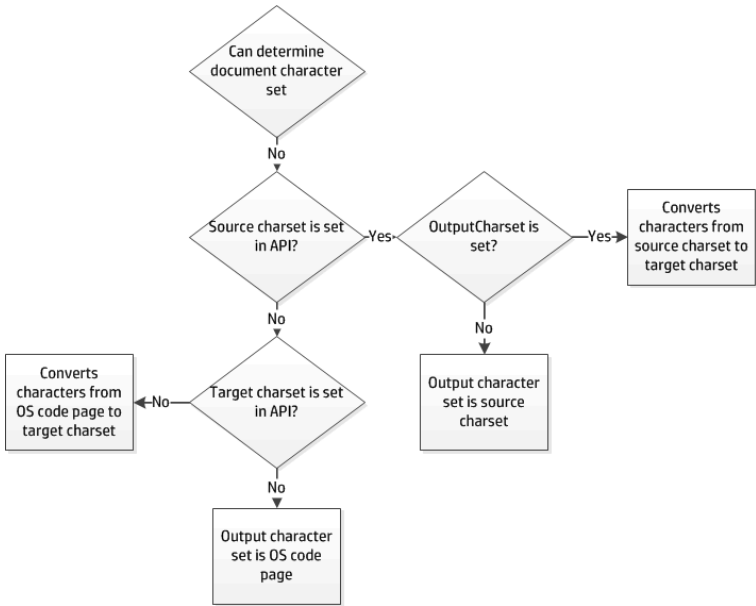 Can determine
document character
set
No
Source charset is set
in API?
Yes
OutputCharset is
set?
Yes
Converts
characters from
source charset to
target charset
No
No
Converts
characters from
OS code page to
target charset
No
Target charset is set
in API?
Output character
set is source
charset
No
Output character
set is OS code
page